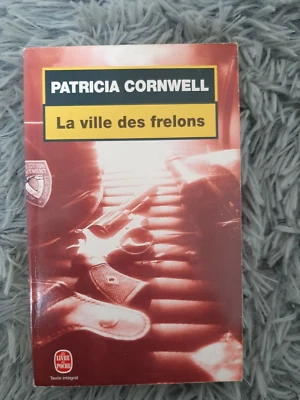 PATRICIA CORNWELL
La ville des frelons
LE LIVRE
DE
POCHE
Texte intégral